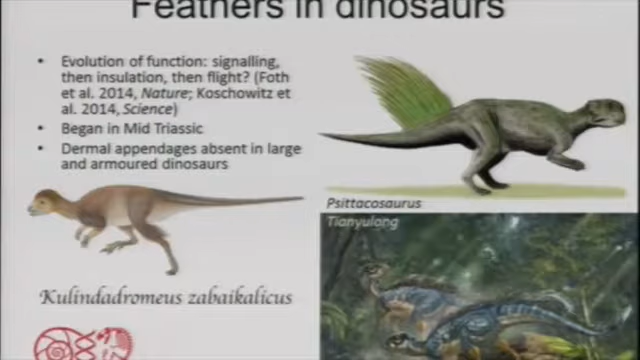 Feathers in dinosaurs
• Evolution of function: signalling,
then insulation, then flight? (Foth
et al. 2014, Nature; Koschowitz et
al. 2014, Science)
• Began in Mid Triassic
• Dermal appendages absent in large
and armoured dinosaurs
Psittacosaurus
Tianyulong
Kulindadromeus zabaikalicus